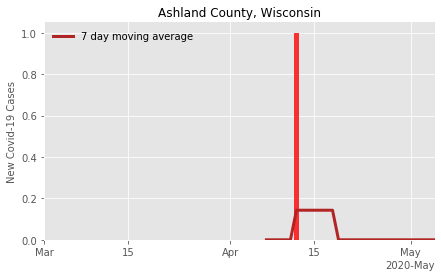 Ashland County, Wisconsin
7 day moving average
New Covid-19 Cases
1.0
0.8
0.6
0.4
0.2
0.0
Mar
15
Apr
15
May
2020-May